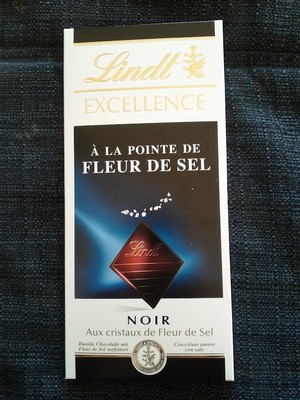 Lindt
EXCELLENCE
À LA POINTE DE
FLEUR DE SEL
Lindt
NOIR
Aux cristaux de Fleur de Sel
Dunkle Chocolade mit
Fleur de Sel verfeinert
Cioccolato amaro
con sale